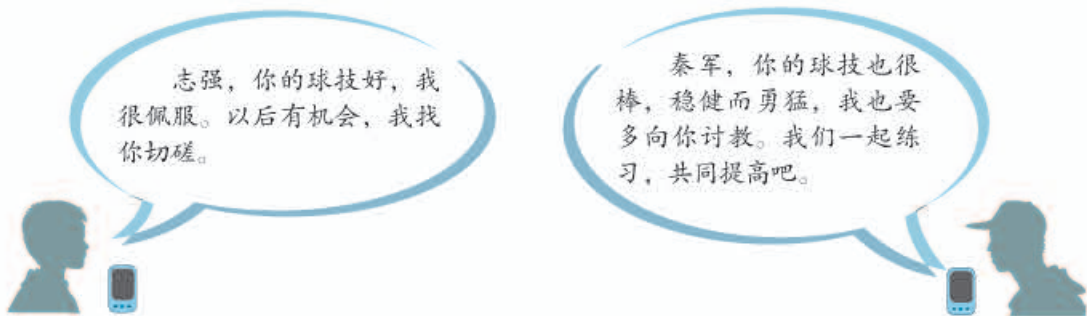 志强，你的球技好，我
很佩服。以后有机会，我找
你切磋。
秦军，你的球技也很
棒，稳健而勇猛，我也要
多向你讨教。我们一起练
习，共同提高吧。